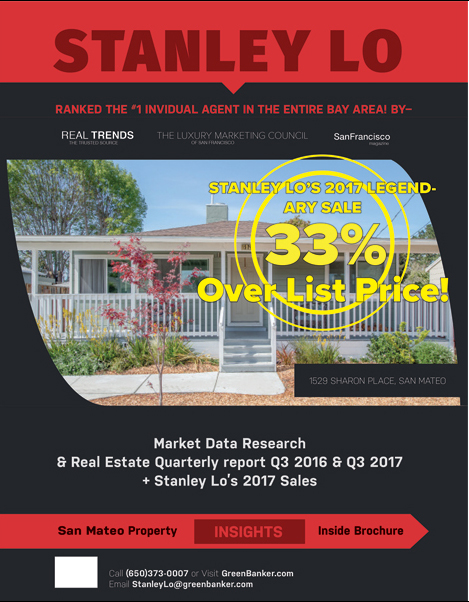 STANLEY LO
RANKED THE #1 INVIDUAL AGENT IN THE ENTIRE BAY AREA! BY–
REAL TRENDS
THE TRUSTED SOURCE
THE LUXURY MARKETING COUNCIL
OF SAN FRANCISCO
SanFrancisco
magazine
STANLEY LO'S 2017 LEGEND-
ARY SALE
33%
Over List Price!
1529 SHARON PLACE, SAN MATEO
Market Data Research
& Real Estate Quarterly report Q3 2016 & Q3 2017
+ Stanley Lo's 2017 Sales
San Mateo Property
INSIGHTS
Inside Brochure
Call (650)373-0007 or Visit GreenBanker.com
Email StanleyLo@greenbanker.com